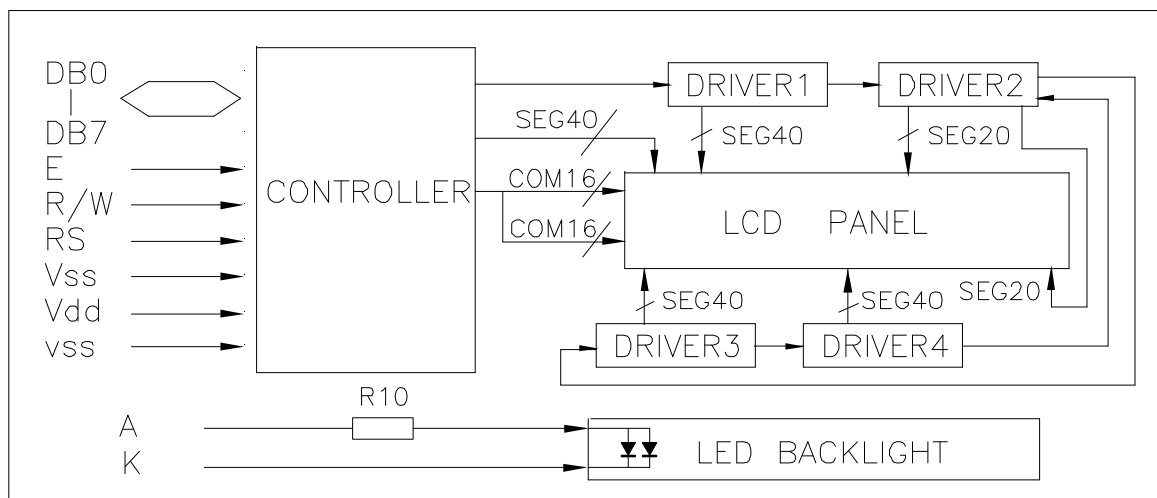 DB0
DB7
E
R/W
RS
Vss
Vdd
vss
CONTROLLER
DRIVER1
DRIVER2
SEG40
SEG40
SEG20
COM16
COM16
LCD PANEL
SEG40
SEG40
SEG20
DRIVER3
DRIVER4
R10
A
K
LED BACKLIGHT